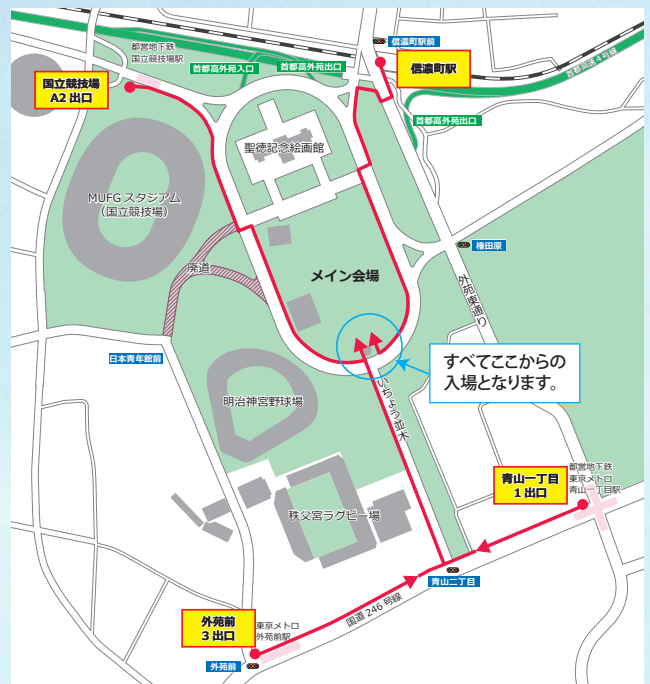 都営地下鉄
国立競技場駅
国立競技場
A2 出口
首都高外苑入口
首都高外苑出口
信濃町駅前
信濃町駅
首都高速 4 号線
首都高外苑出口
聖徳記念絵画館
MUFG スタジアム
（国立競技場）
権田原
廃道
メイン会場
外苑東通り
日本青年館前
すべてここからの
入場となります。
いちょう並木
明治神宮野球場
青山一丁目
1 出口
都営地下鉄
東京メトロ
青山一丁目駅
秩父宮ラグビー場
青山二丁目
国道 246 号線
外苑前
3 出口
東京メトロ
外苑前駅
外苑前